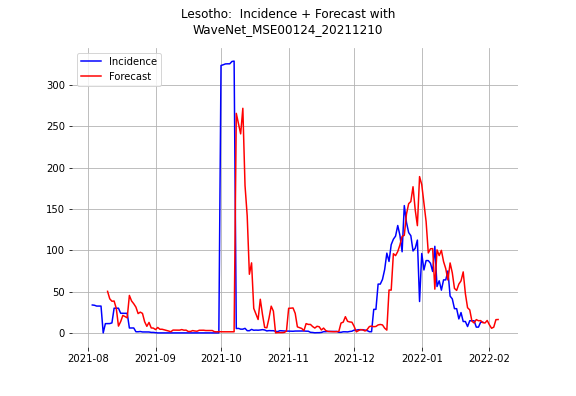 Lesotho:  Incidence + Forecast with
WaveNet_MSE00124_20211210
Incidence
Forecast
300
250
200
150
100
50
0
2021-08 2021-09 2021-10 2021-11 2021-12 2022-01 2022-02